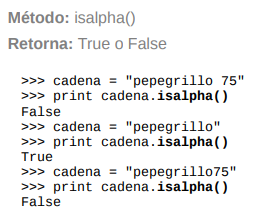 Método: isalpha()
Retorna: True o False
>>> cadena = "pepegrillo 75"
>>> print cadena.isalpha()
False
>>> cadena = "pepegrillo"
>>> print cadena.isalpha()
True
>>> cadena = "pepegrillo75"
>>> print cadena.isalpha()
False